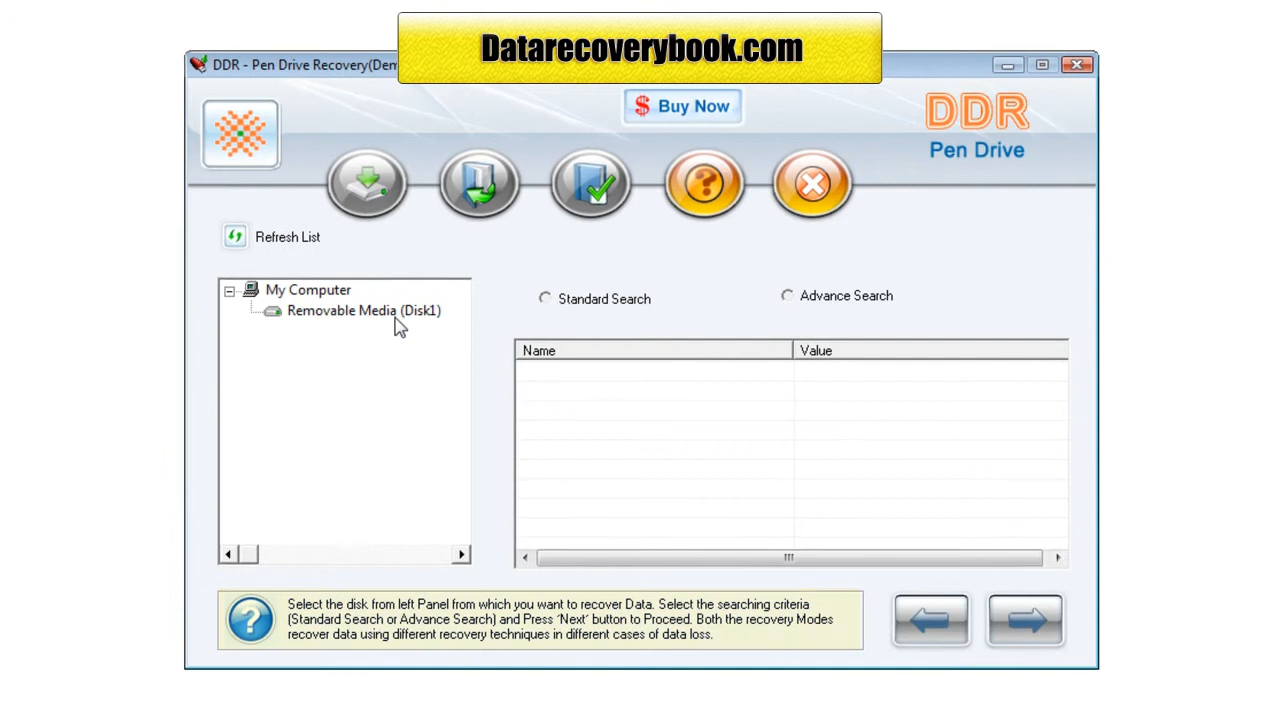 Datarecoverybook.com
DDR - Pen Drive Recovery(Dem
$ Buy Now
DDR
Pen Drive
Refresh List
My Computer
Removable Media (Disk1)
Standard Search
Advance Search
Name
Value
Select the disk from left Panel from which you want to recover Data. Select the searching criteria
(Standard Search or Advance Search) and Press 'Next' button to Proceed. Both the recovery Modes
recover data using different recovery techniques in different cases of data loss.